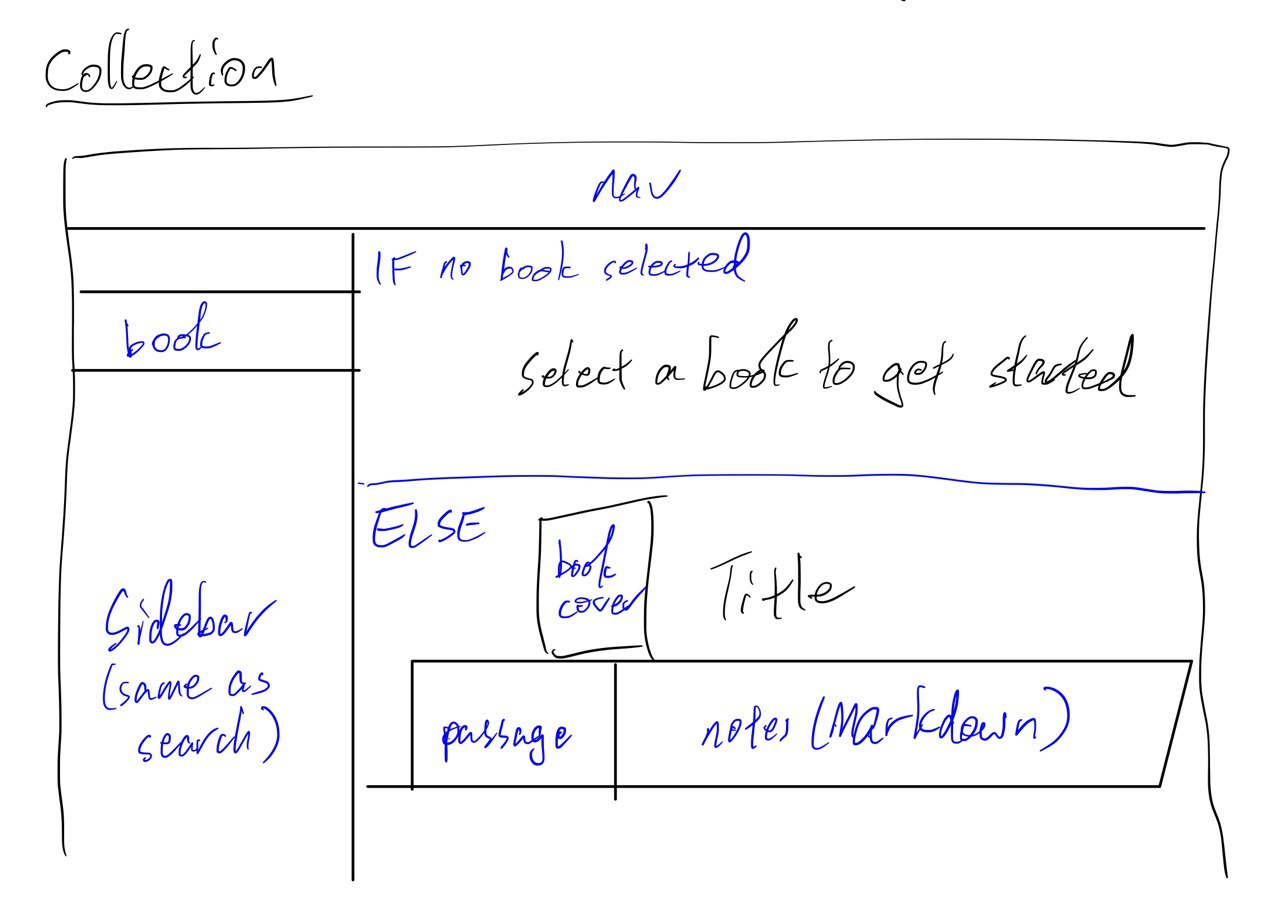 Collection
nav
IF no book selected
book
select a book to get started
ELSE
book
cover
Title
Sidebar
(same as
search)
passage
notes (Markdown)